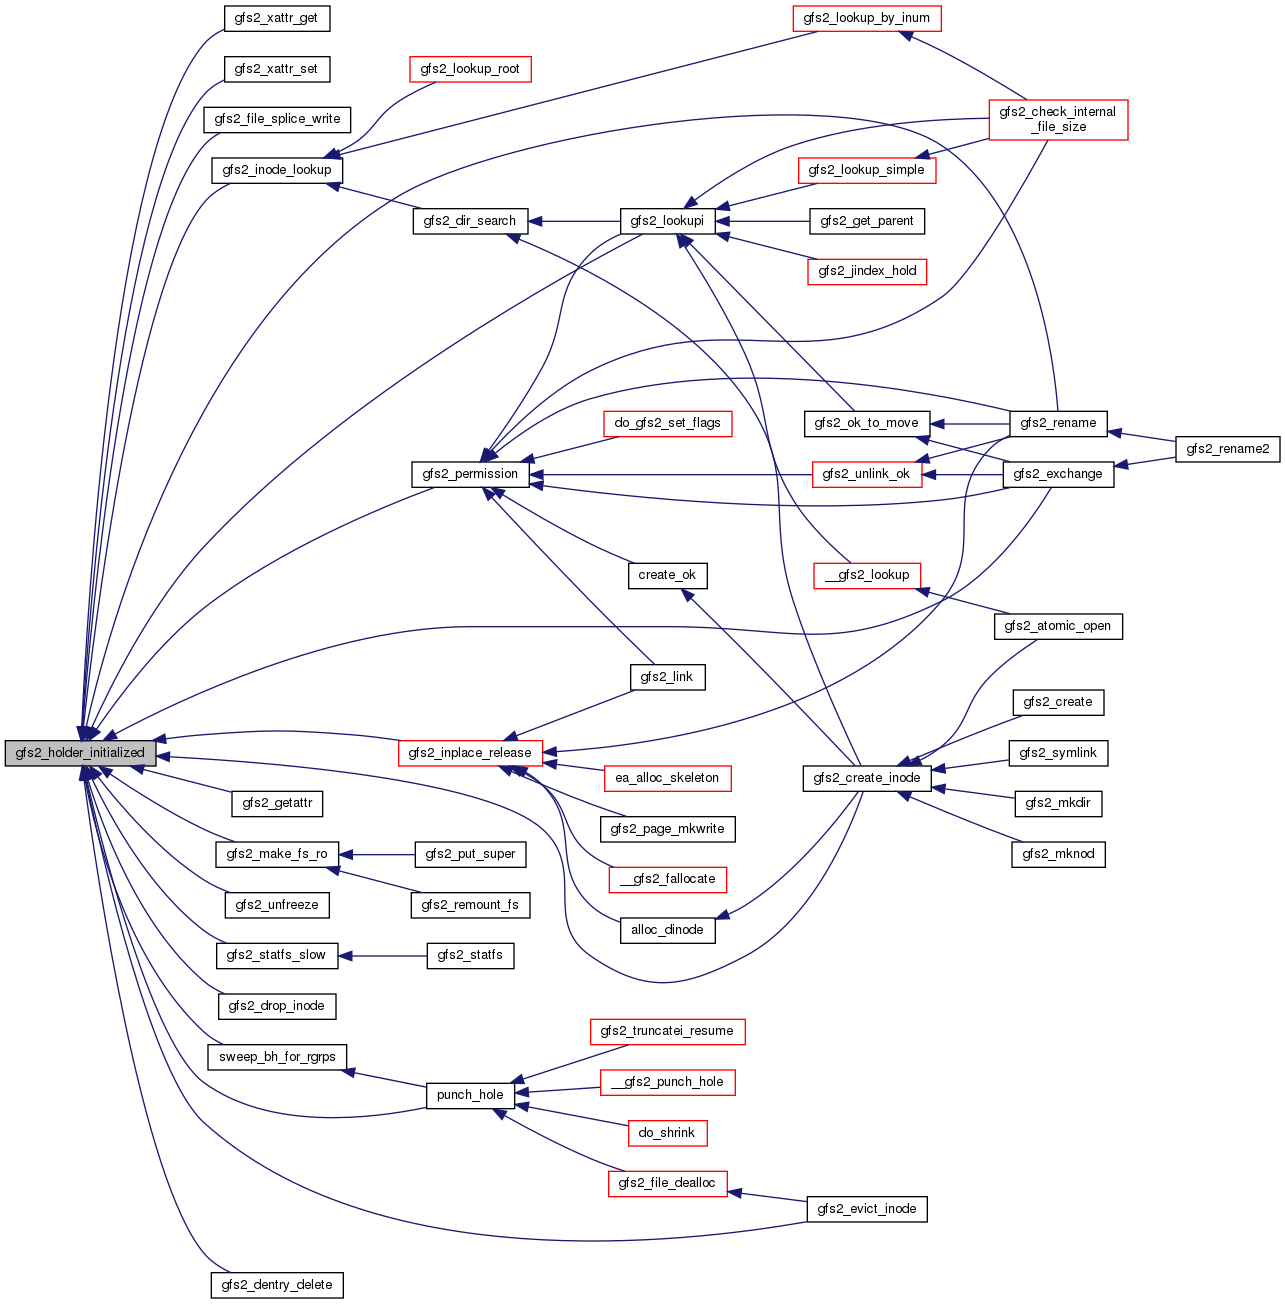 gfs2_xattr_get
gfs2_lookup_by_inum
gfs2_xattr_set
gfs2_lookup_root
gfs2_file_splice_write
gfs2_check_internal
_file_size
gfs2_inode_lookup
gfs2_lookup_simple
gfs2_dir_search
gfs2_lookupi
gfs2_get_parent
gfs2_jindex_hold
do_gfs2_set_flags
gfs2_ok_to_move
gfs2_rename
gfs2_rename2
gfs2_permission
gfs2_unlink_ok
gfs2_exchange
create_ok
__gfs2_lookup
gfs2_atomic_open
gfs2_link
gfs2_create
gfs2_holder_initialized
gfs2_inplace_release
gfs2_symlink
ea_alloc_skeleton
gfs2_create_inode
gfs2_getattr
gfs2_mkdir
gfs2_page_mkwrite
gfs2_make_fs_ro
gfs2_put_super
gfs2_mknod
__gfs2_fallocate
gfs2_unfreeze
gfs2_remount_fs
alloc_dinode
gfs2_statfs_slow
gfs2_statfs
gfs2_drop_inode
gfs2_truncatei_resume
sweep_bh_for_rgrps
__gfs2_punch_hole
punch_hole
do_shrink
gfs2_file_dealloc
gfs2_evict_inode
gfs2_dentry_delete